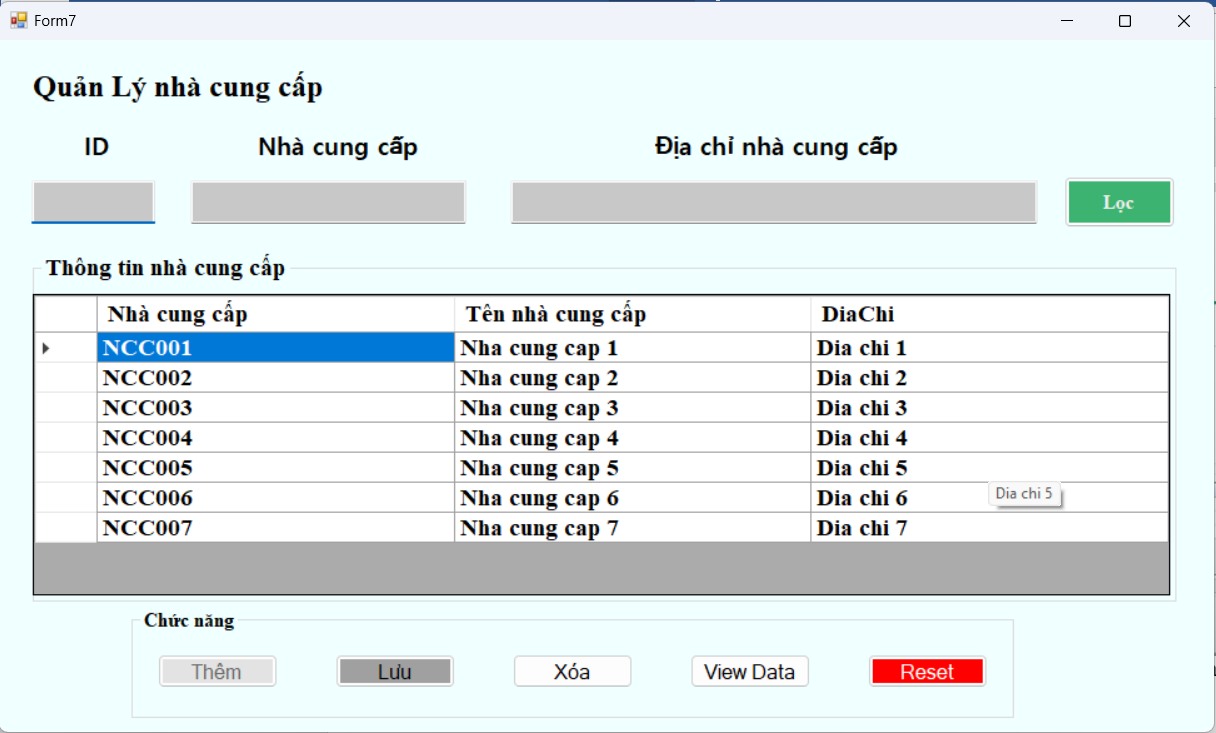 Form7
Quản Lý nhà cung cấp
ID Nhà cung cấp Địa chỉ nhà cung cấp
Lọc
Thông tin nhà cung cấp
Nhà cung cấp Tên nhà cung cấp DiaChi
NCC001 Nha cung cap 1 Dia chi 1
NCC002 Nha cung cap 2 Dia chi 2
NCC003 Nha cung cap 3 Dia chi 3
NCC004 Nha cung cap 4 Dia chi 4
NCC005 Nha cung cap 5 Dia chi 5
NCC006 Nha cung cap 6 Dia chi 6 Dia chi 5
NCC007 Nha cung cap 7 Dia chi 7
Chức năng
Thêm Lưu Xóa View Data Reset